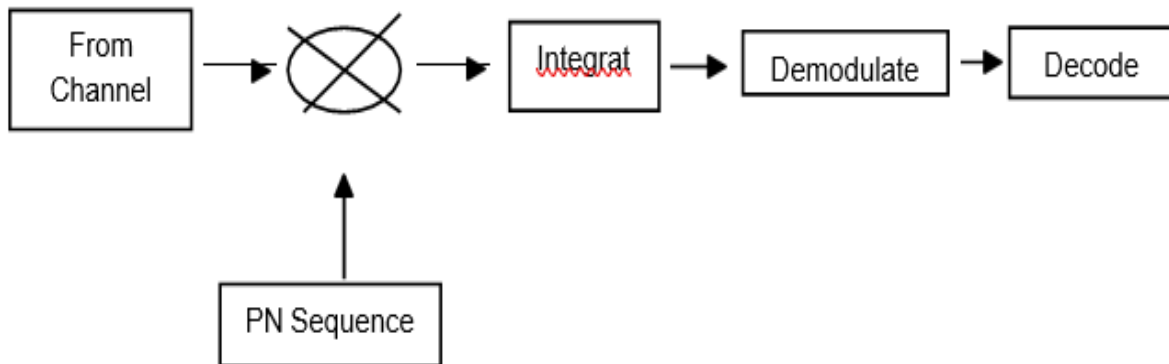 From
Channel
Integrat
Demodulate
Decode
PN Sequence